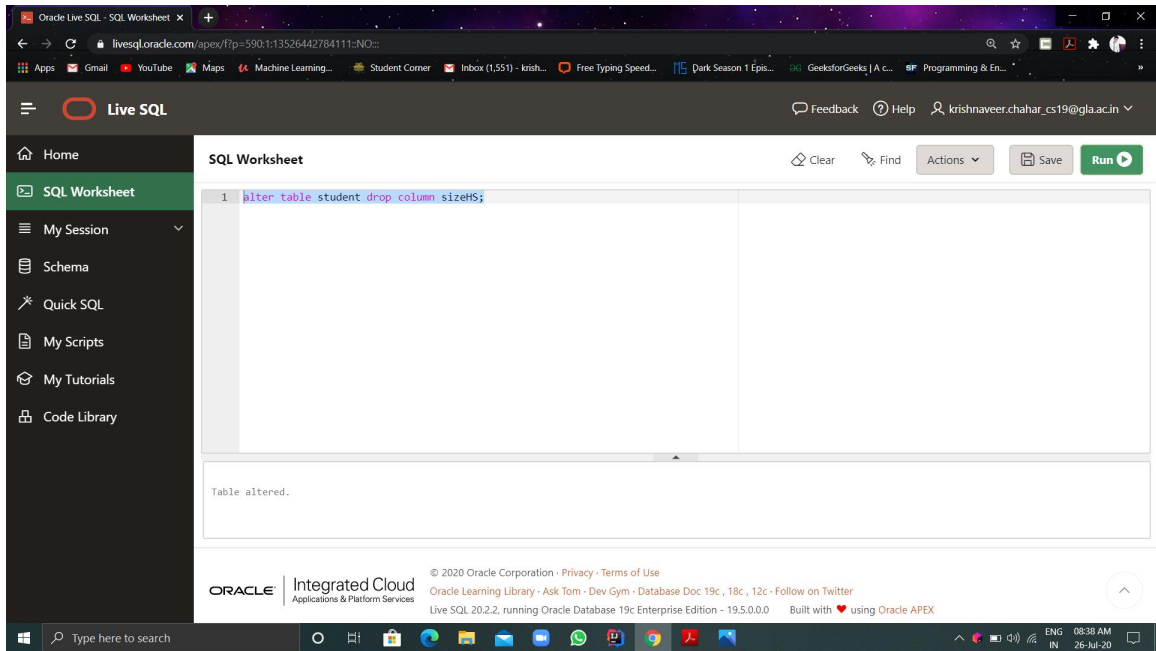 Oracle Live SQL - SQL Worksheet
livesql.oracle.com/apex/f?p=590:1:13526442784111::NO:::
Apps Gmail YouTube Maps Machine Learning... Student Corner Inbox (1,551) - krish... Free Typing Speed... Dark Season 1 Epis... GeeksforGeeks | A c... Programming & En... »
Live SQL
Feedback Help krishnaveer.chahar_cs19@gla.ac.in
Home
SQL Worksheet
My Session
Schema
Quick SQL
My Scripts
My Tutorials
Code Library
SQL Worksheet
Clear Find Actions Save Run
1 alter table student drop column sizeHS;
Table altered.
ORACLE Integrated Cloud
Applications & Platform Services
© 2020 Oracle Corporation · Privacy · Terms of Use
Oracle Learning Library · Ask Tom · Dev Gym · Database Doc 19c , 18c , 12c · Follow on Twitter
Live SQL 20.2.2, running Oracle Database 19c Enterprise Edition - 19.5.0.0.0 Built with ❤ using Oracle APEX
Type here to search
ENG 08:38 AM
IN 26-Jul-20